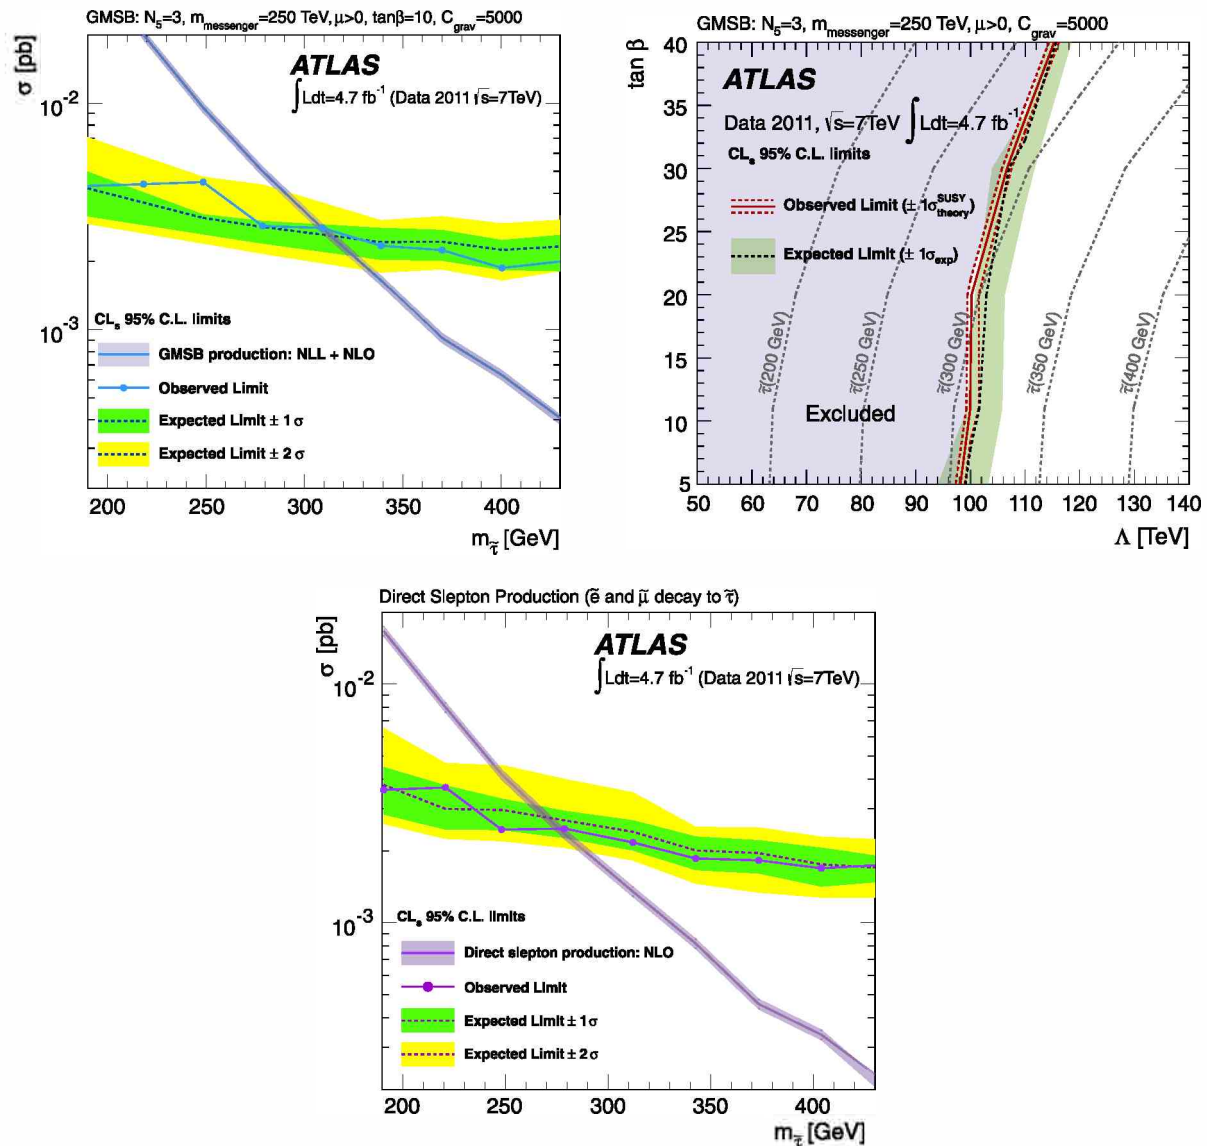 GMSB: N5=3, mmessenger=250 TeV, μ>0, tanβ=10, Cgrav=5000
σ [pb]
10-2
10-3
ATLAS
∫Ldt=4.7 fb-1 (Data 2011 √s=7TeV)
CLs 95% C.L. limits
GMSB production: NLL + NLO
Observed Limit
Expected Limit ± 1 σ
Expected Limit ± 2 σ
200 250 300 350 400
mτ̃ [GeV]
GMSB: N5=3, mmessenger=250 TeV, μ>0, Cgrav=5000
tan β
40
35
30
25
20
15
10
5
ATLAS
Data 2011, √s=7TeV ∫Ldt=4.7 fb-1
CLs 95% C.L. limits
Observed Limit (± 1σSUSYtheory)
Expected Limit (± 1σexp)
τ̃(200 GeV)
τ̃(250 GeV)
τ̃(300 GeV)
τ̃(350 GeV)
τ̃(400 GeV)
Excluded
50 60 70 80 90 100 110 120 130 140
Λ [TeV]
Direct Slepton Production (ẽ and μ̃ decay to τ̃)
σ [pb]
10-2
10-3
ATLAS
∫Ldt=4.7 fb-1 (Data 2011 √s=7TeV)
CLs 95% C.L. limits
Direct slepton production: NLO
Observed Limit
Expected Limit ± 1 σ
Expected Limit ± 2 σ
200 250 300 350 400
mτ̃ [GeV]